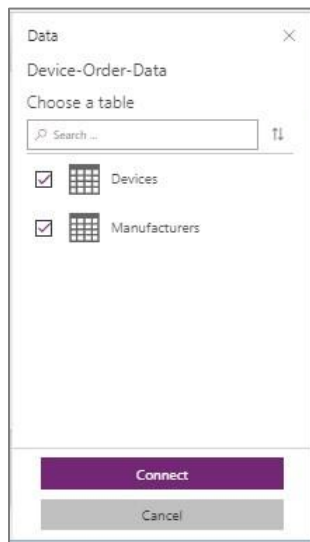 Data
Device-Order-Data
Choose a table
Search ...
Devices
Manufacturers
Connect
Cancel